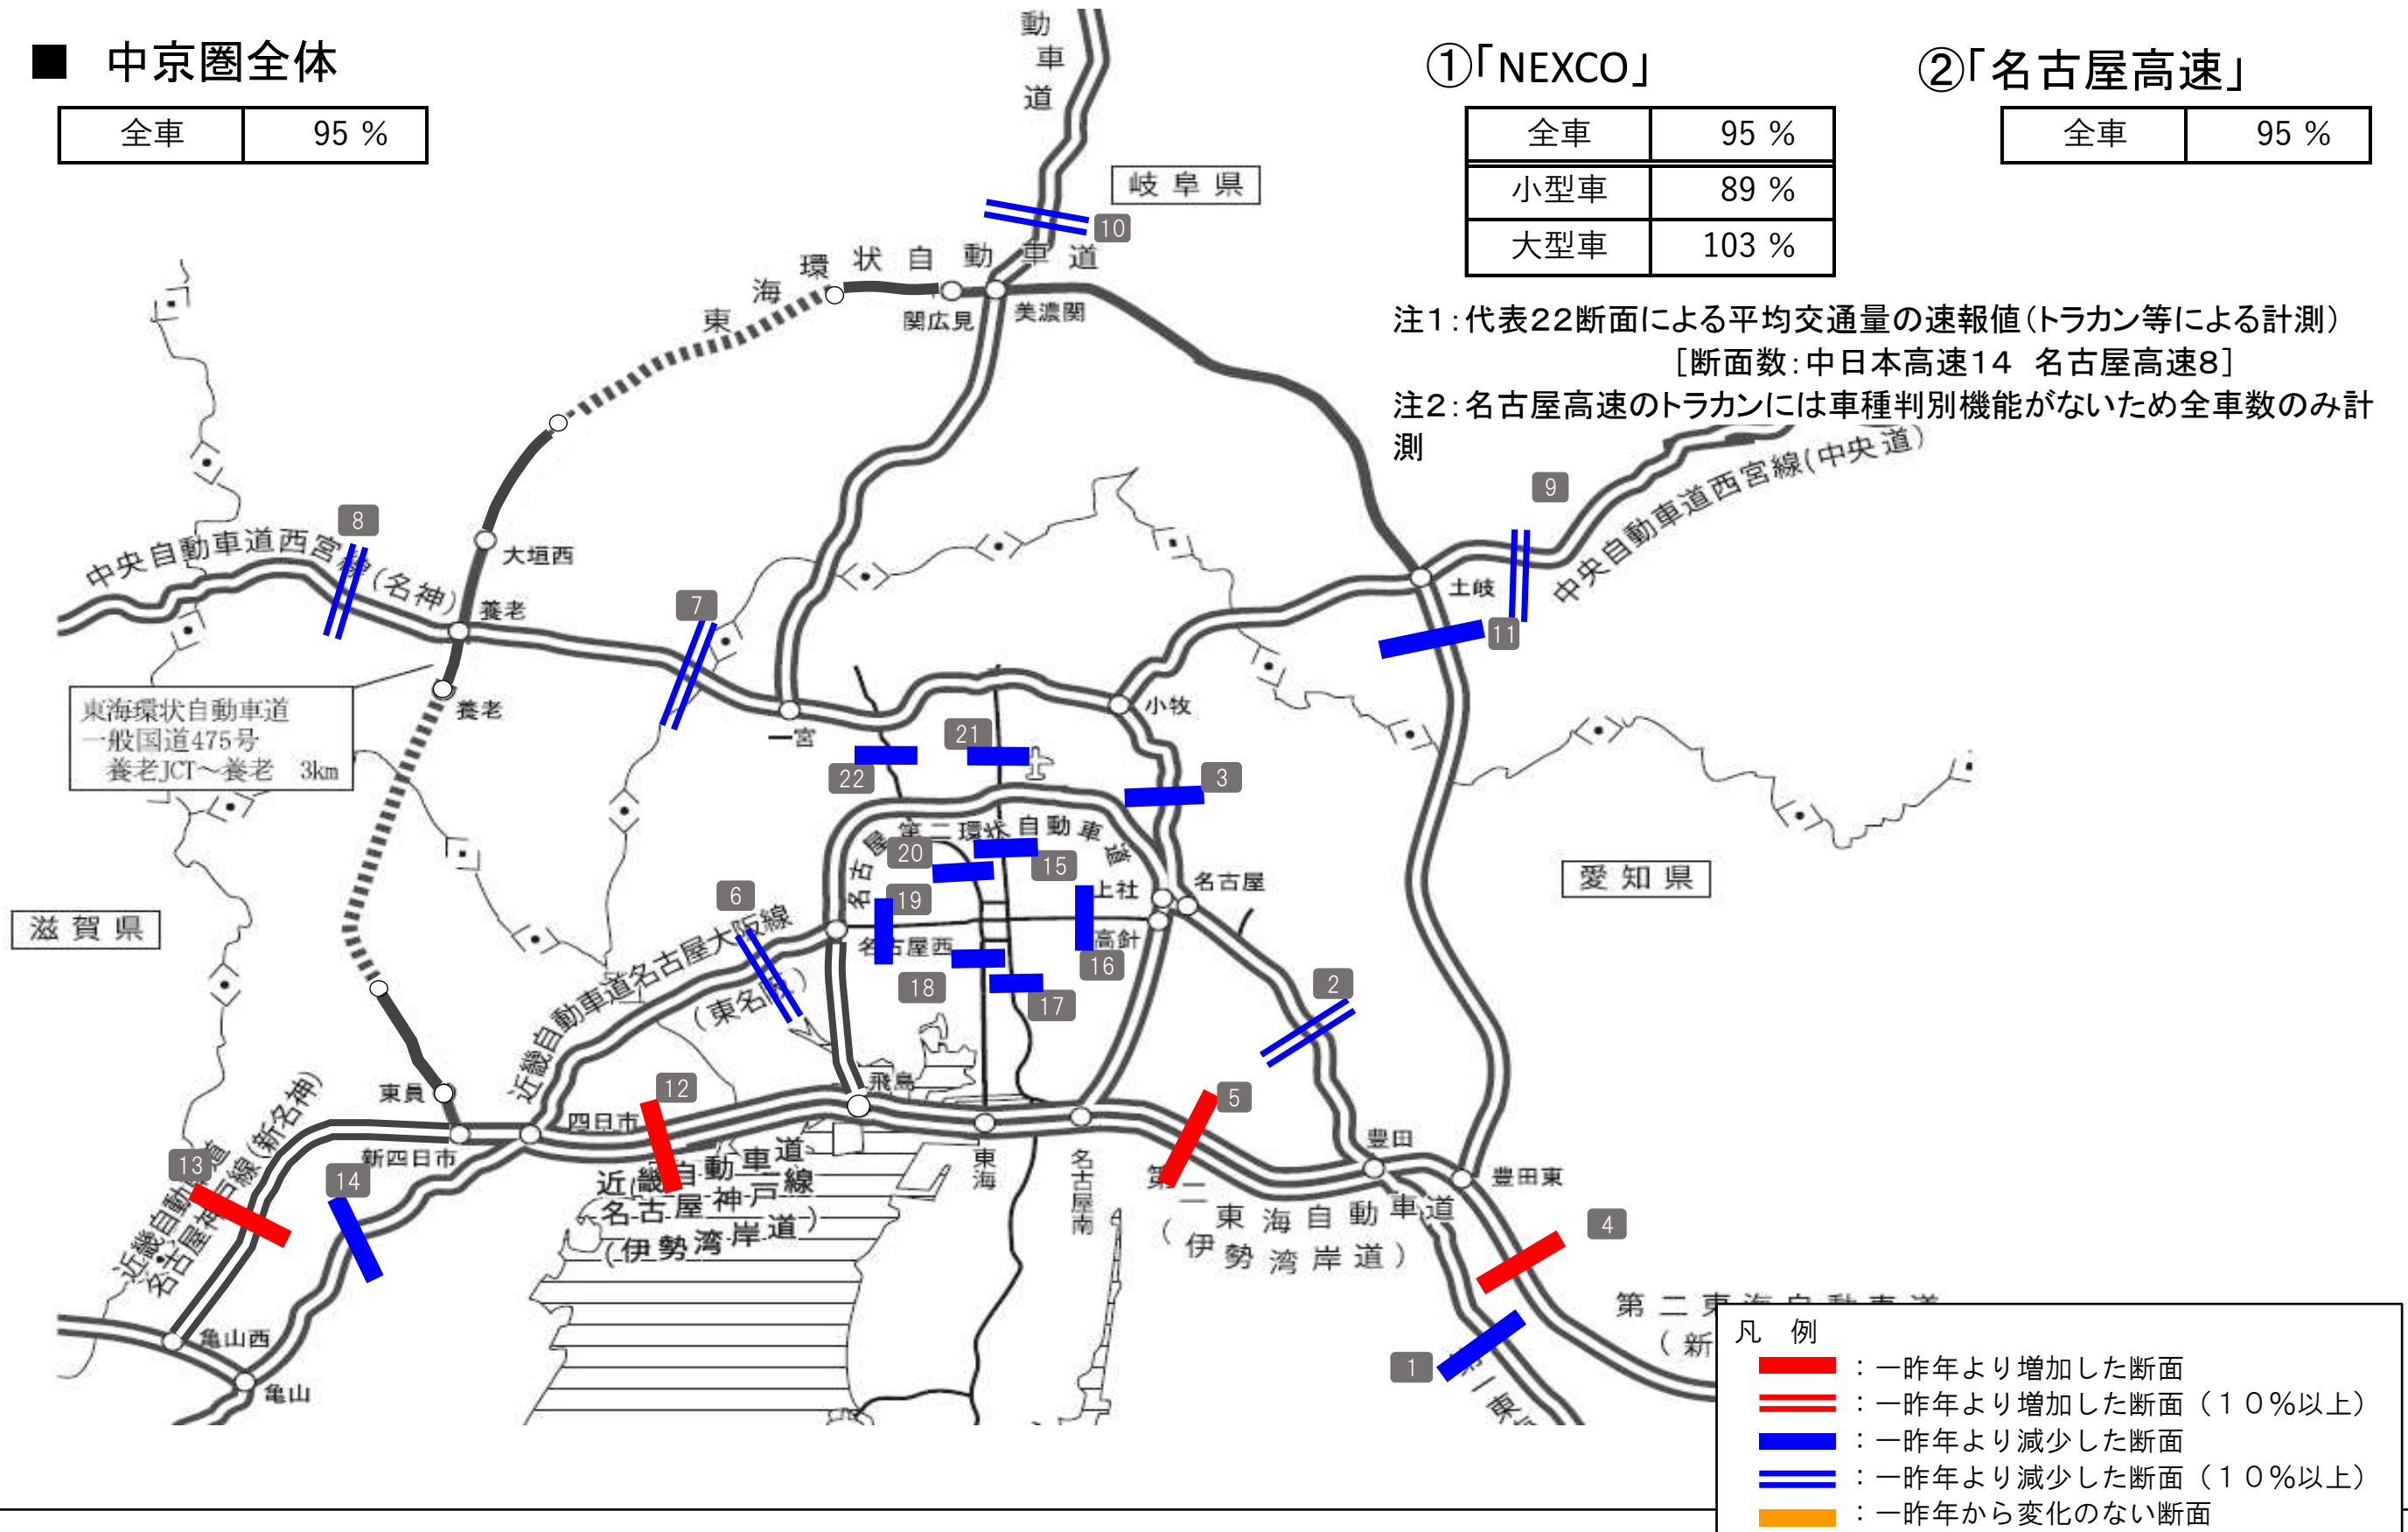 ■ 中京圏全体
全車 95 %
①「NEXCO」
全車 95 %
小型車 89 %
大型車 103 %
②「名古屋高速」
全車 95 %
注1：代表22断面による平均交通量の速報値（トラカン等による計測）
［断面数：中日本高速14 名古屋高速8］
注2：名古屋高速のトラカンには車種判別機能がないため全車数のみ計
測
動車道
岐阜県
10
東海環状自動車道
関広見
美濃関
9
中央自動車道西宮線(中央道)
8
中央自動車道西宮線(名神)
大垣西
養老
7
土岐
11
東海環状自動車道
一般国道475号
養老JCT～養老 3km
養老
一宮
小牧
21
22
3
名古屋第二環状自動車道
20
15
上社
名古屋
愛知県
19
6
滋賀県
名古屋西
高針
16
近畿自動車道名古屋大阪線
(東名阪)
18
17
2
飛島
東員
12
四日市
5
新四日市
豊田
豊田東
東海
名古屋南
13
14
近畿自動車道
名古屋神戸線(新名神)
近畿自動車道
名古屋神戸線
(伊勢湾岸道)
第二東海自動車道
(伊勢湾岸道)
4
亀山西
亀山
1
第一東
第二東海自動車道
(新
凡 例
：一昨年より増加した断面
：一昨年より増加した断面（１０％以上）
：一昨年より減少した断面
：一昨年より減少した断面（１０％以上）
：一昨年から変化のない断面